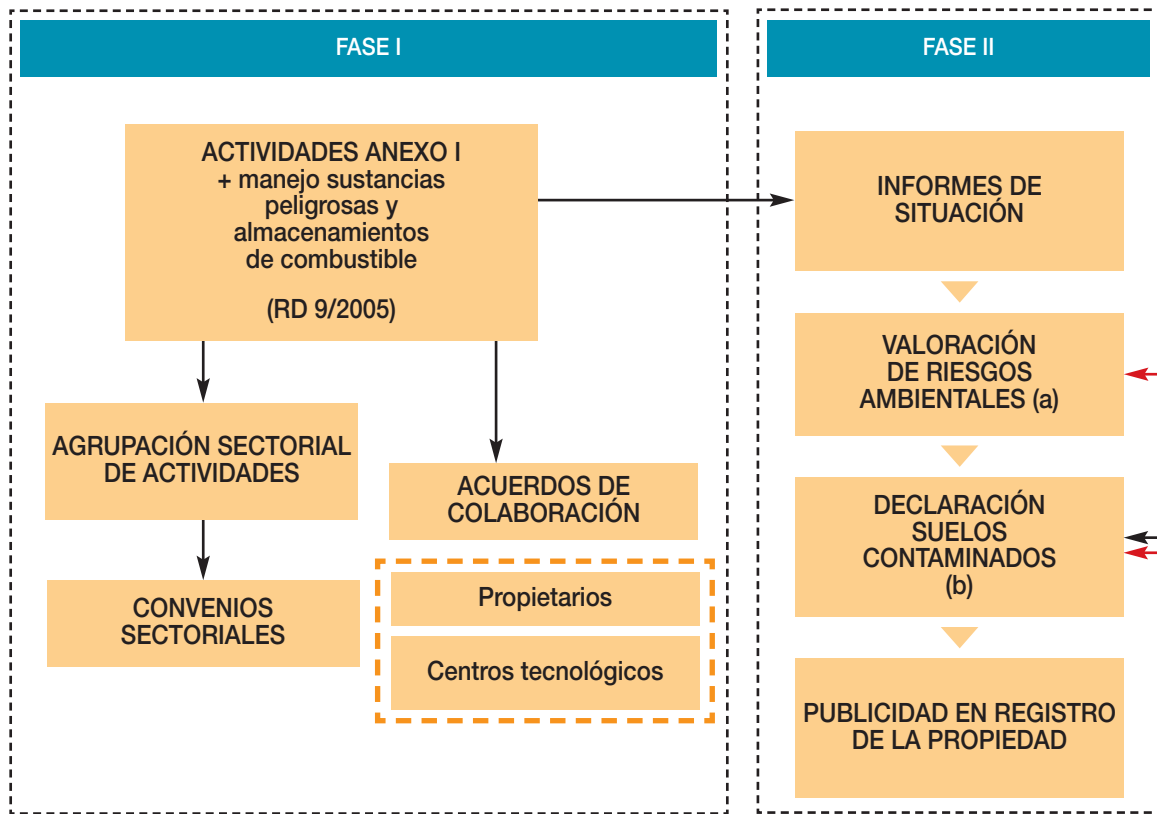 FASE I
ACTIVIDADES ANEXO I
+ manejo sustancias
peligrosas y
almacenamientos
de combustible
(RD 9/2005)
AGRUPACIÓN SECTORIAL
DE ACTIVIDADES
ACUERDOS DE
COLABORACIÓN
CONVENIOS
SECTORIALES
Propietarios
Centros tecnológicos
FASE II
INFORMES DE
SITUACIÓN
VALORACIÓN
DE RIESGOS
AMBIENTALES (a)
DECLARACIÓN
SUELOS
CONTAMINADOS
(b)
PUBLICIDAD EN REGISTRO
DE LA PROPIEDAD